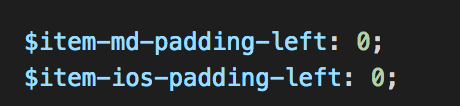 $item-md-padding-left: 0;
$item-ios-padding-left: 0;